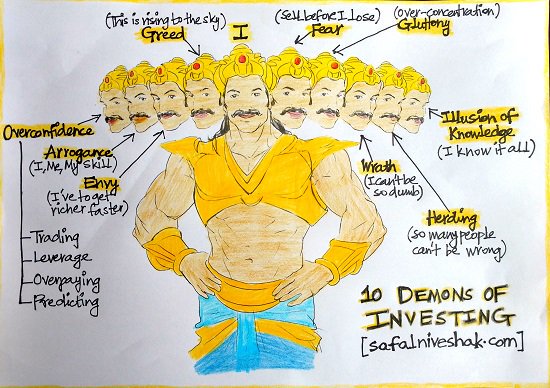 (This is rising to the sky)
Greed
I
(Sell before I lose)
Fear
(over-concentration)
Gluttony
Overconfidence
Arrogance
(I, Me, My skill)
Envy
(I've to get
richer faster)
Trading
Leverage
Overpaying
Predicting
Illusion of
Knowledge
(I know it all)
Wrath
(I can't be
so dumb)
Herding
(so many people
can't be wrong)
10 DEMONS OF
INVESTING
[safalniveshak.com]